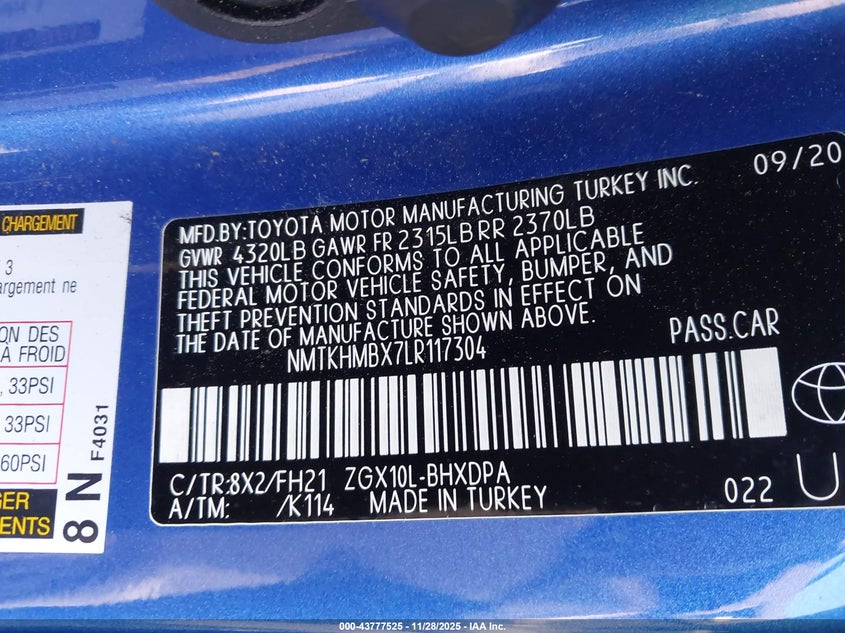 CHARGEMENT
3
argement ne
ON DES
A FROID
, 33PSI
33PSI
60PSI
GER
ENTS
8 N
F4031
09/20
MFD.BY:TOYOTA MOTOR MANUFACTURING TURKEY INC.
GVWR 4320LB GAWR FR 2315LB RR 2370LB
THIS VEHICLE CONFORMS TO ALL APPLICABLE
FEDERAL MOTOR VEHICLE SAFETY, BUMPER, AND
THEFT PREVENTION STANDARDS IN EFFECT ON
THE DATE OF MANUFACTURE SHOWN ABOVE.
NMTKHMBX7LR117304
PASS.CAR
C/TR:8X2/FH21 ZGX10L-BHXDPA
A/TM: /K114 MADE IN TURKEY
022
U
000-43777525 - 11/28/2025 - IAA Inc.